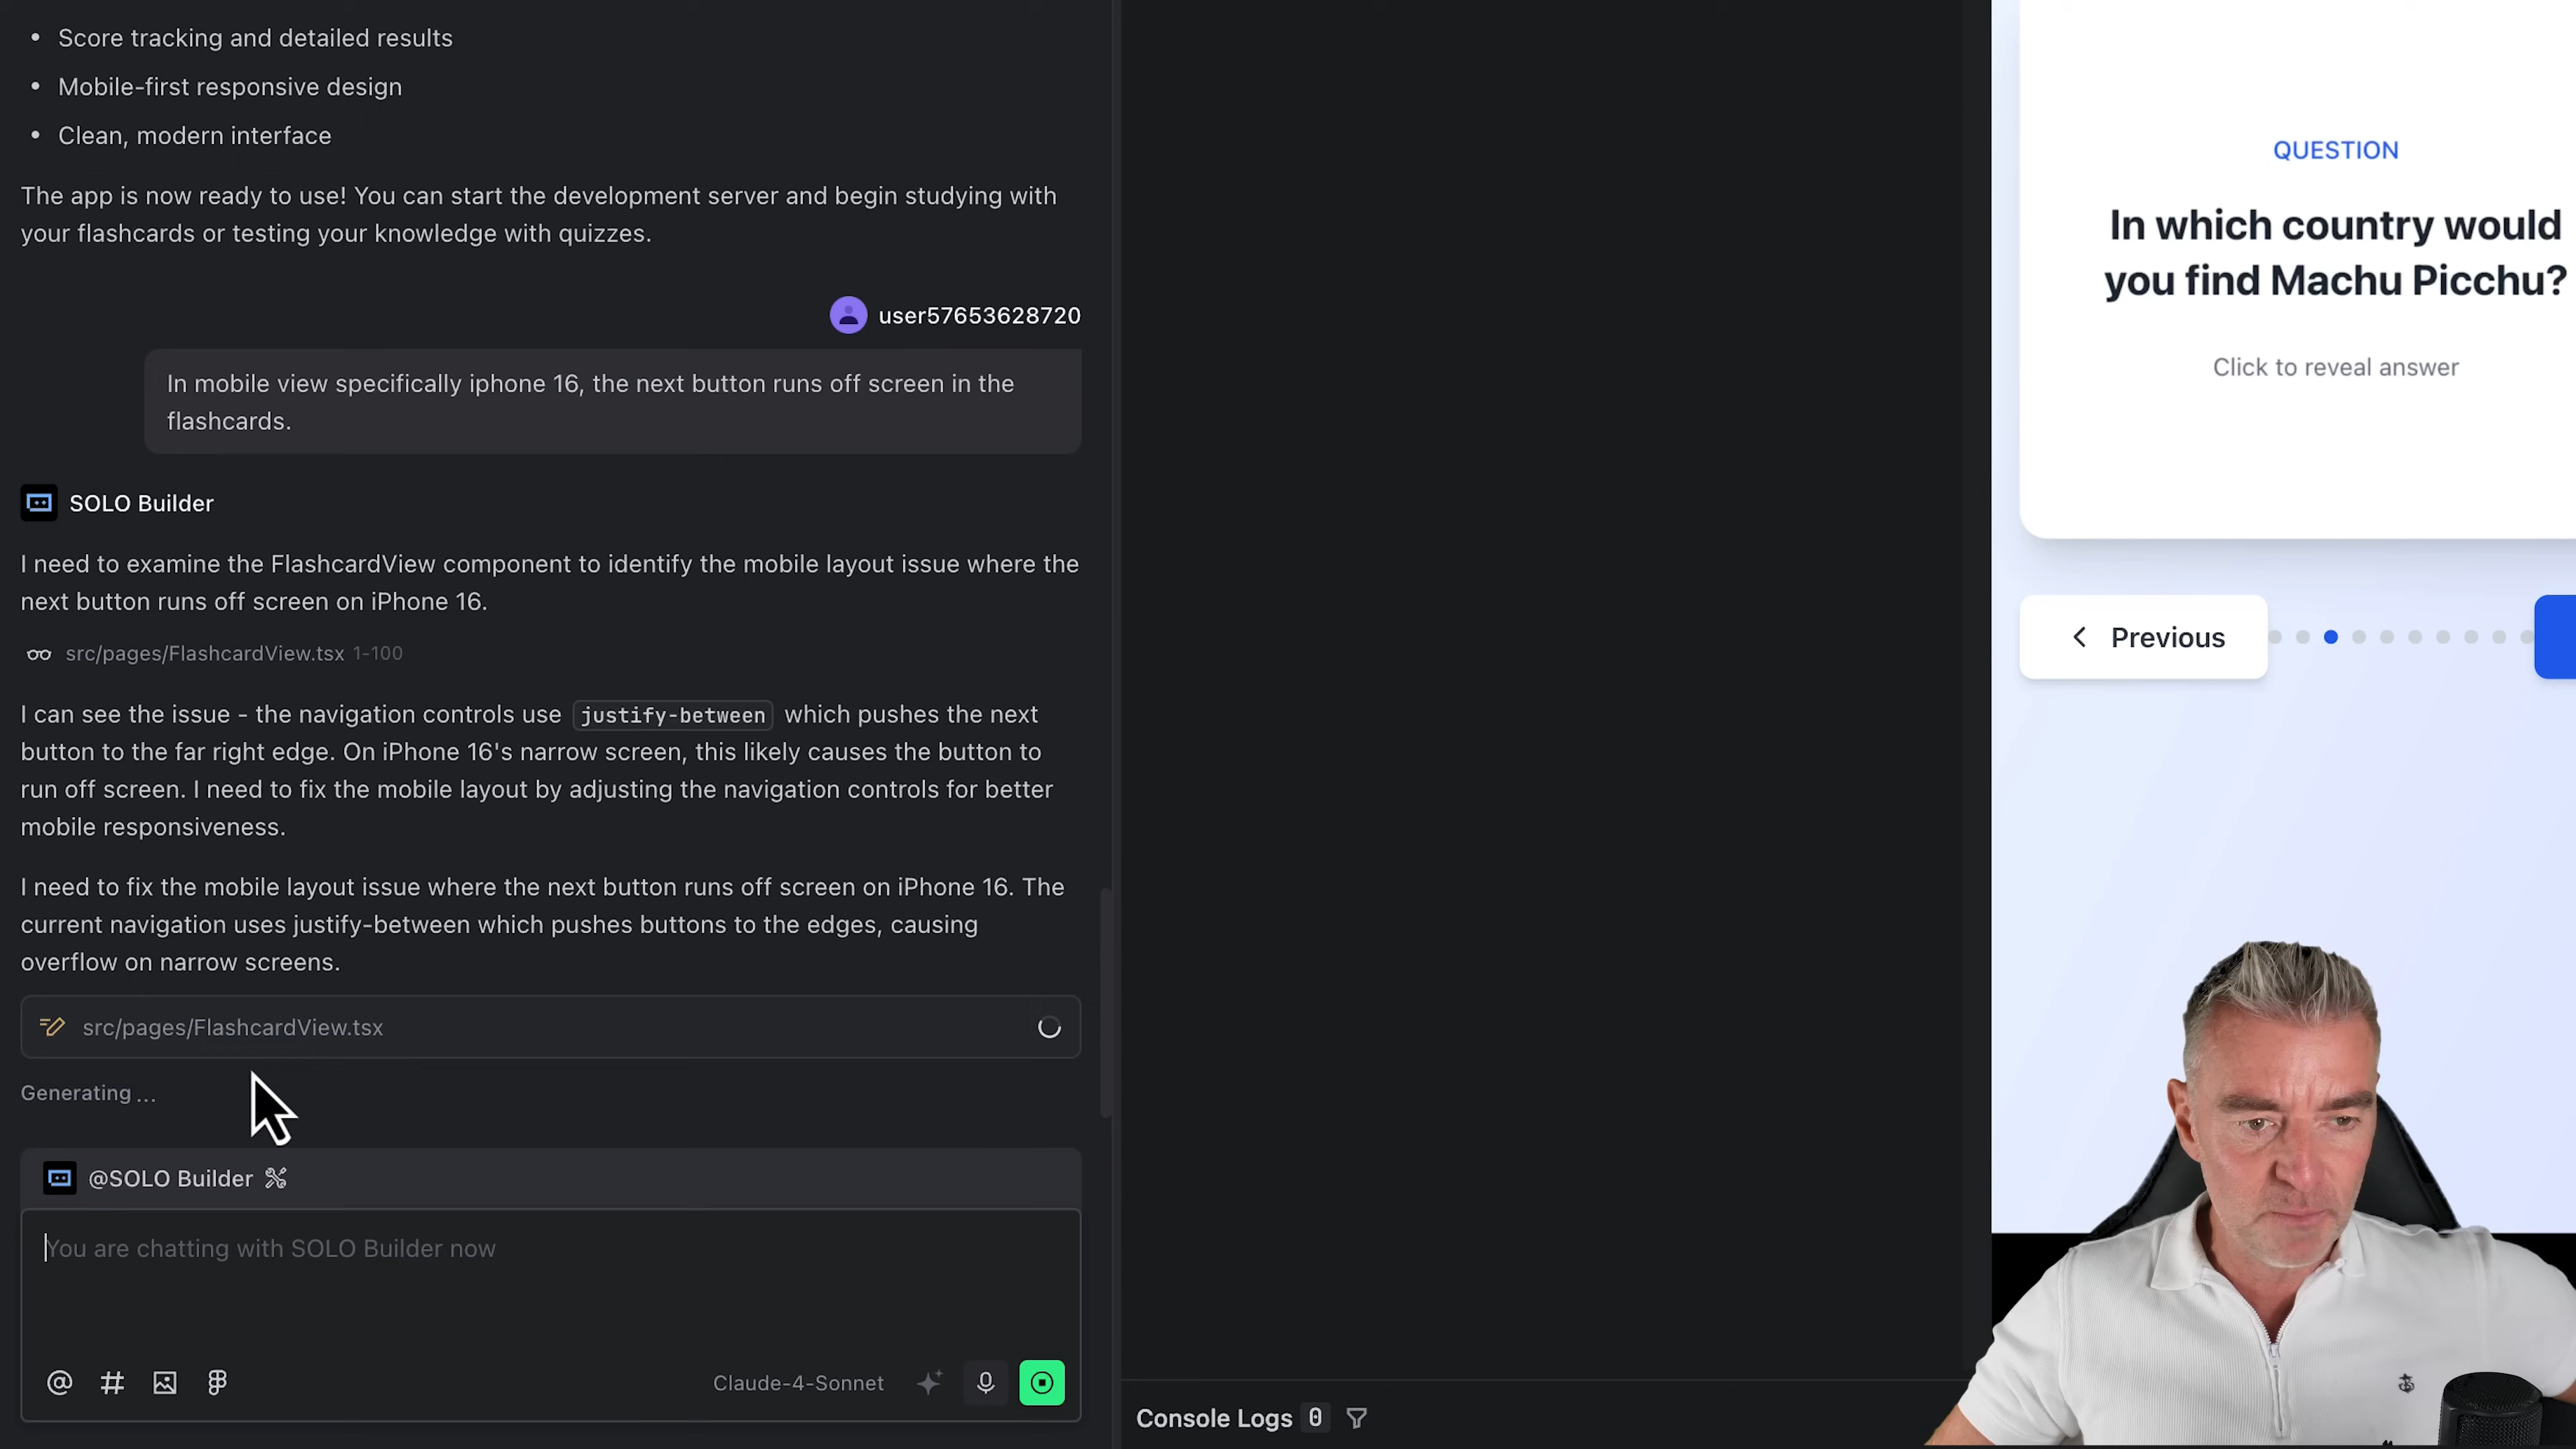 • Score tracking and detailed results
• Mobile-first responsive design
• Clean, modern interface
The app is now ready to use! You can start the development server and begin studying with
your flashcards or testing your knowledge with quizzes.
user57653628720
In mobile view specifically iphone 16, the next button runs off screen in the
flashcards.
SOLO Builder
I need to examine the FlashcardView component to identify the mobile layout issue where the
next button runs off screen on iPhone 16.
src/pages/FlashcardView.tsx 1-100
I can see the issue - the navigation controls use justify-between which pushes the next
button to the far right edge. On iPhone 16's narrow screen, this likely causes the button to
run off screen. I need to fix the mobile layout by adjusting the navigation controls for better
mobile responsiveness.
I need to fix the mobile layout issue where the next button runs off screen on iPhone 16. The
current navigation uses justify-between which pushes buttons to the edges, causing
overflow on narrow screens.
src/pages/FlashcardView.tsx
Generating ...
@SOLO Builder
You are chatting with SOLO Builder now
Claude-4-Sonnet
Console Logs 0
QUESTION
In which country would
you find Machu Picchu?
Click to reveal answer
Previous